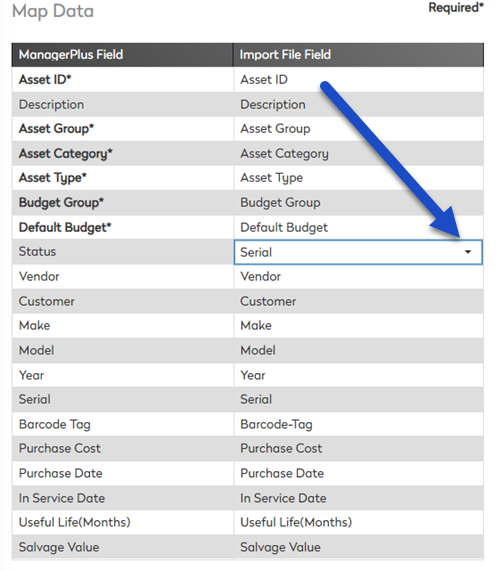 Map Data
Required*
ManagerPlus Field Import File Field
Asset ID* Asset ID
Description Description
Asset Group* Asset Group
Asset Category* Asset Category
Asset Type* Asset Type
Budget Group* Budget Group
Default Budget* Default Budget
Status Serial
Vendor Vendor
Customer Customer
Make Make
Model Model
Year Year
Serial Serial
Barcode Tag Barcode-Tag
Purchase Cost Purchase Cost
Purchase Date Purchase Date
In Service Date In Service Date
Useful Life(Months) Useful Life(Months)
Salvage Value Salvage Value